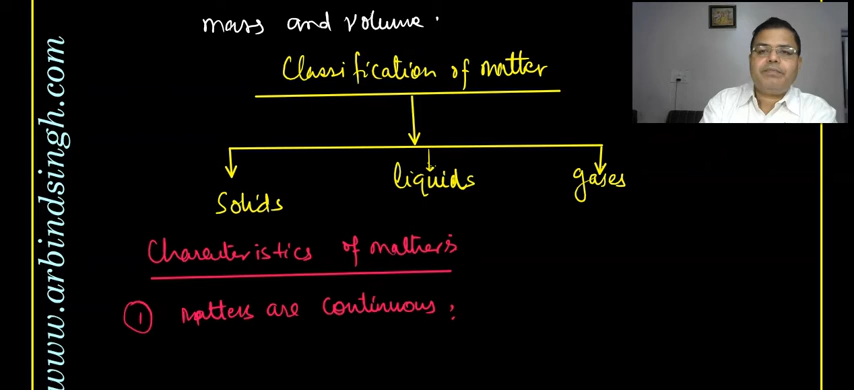 mass and volume.
Classification of matter
Solids
liquids
gases
Characteristics of matters
1 matters are continuous.
www.arbindsingh.com